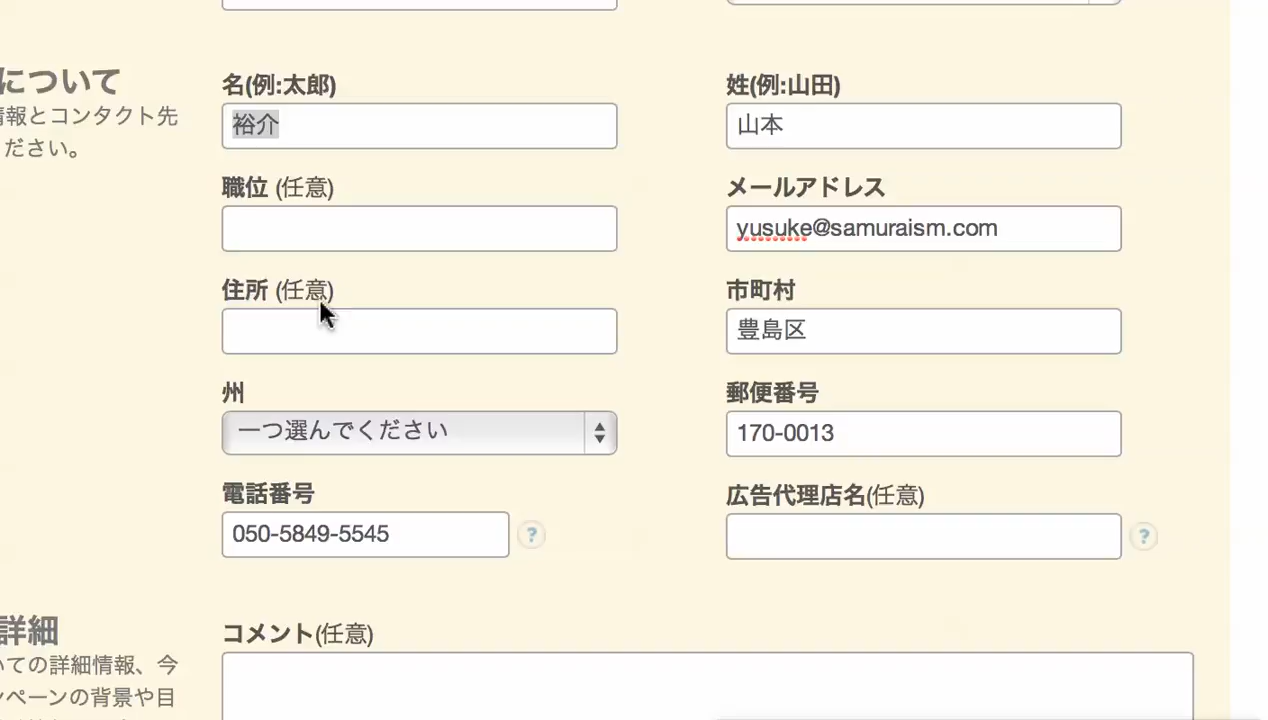 について
情報とコンタクト先
ださい。
名(例:太郎)
裕介
姓(例:山田)
山本
職位 (任意)
メールアドレス
yusuke@samuraism.com
住所 (任意)
市町村
豊島区
州
一つ選んでください
郵便番号
170-0013
電話番号
050-5849-5545
?
広告代理店名(任意)
?
詳細
いての詳細情報、今
ンペーンの背景や目
コメント(任意)